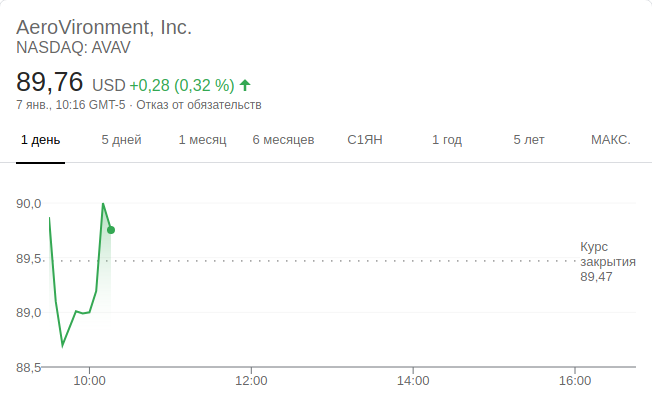 AeroVironment, Inc.
NASDAQ: AVAV
89,76 USD +0,28 (0,32 %)
7 янв., 10:16 GMT-5 · Отказ от обязательств
1 день 5 дней 1 месяц 6 месяцев С1ЯН 1 год 5 лет МАКС.
90,0
89,5
89,0
88,5
Курс
закрытия
89,47
10:00 12:00 14:00 16:00